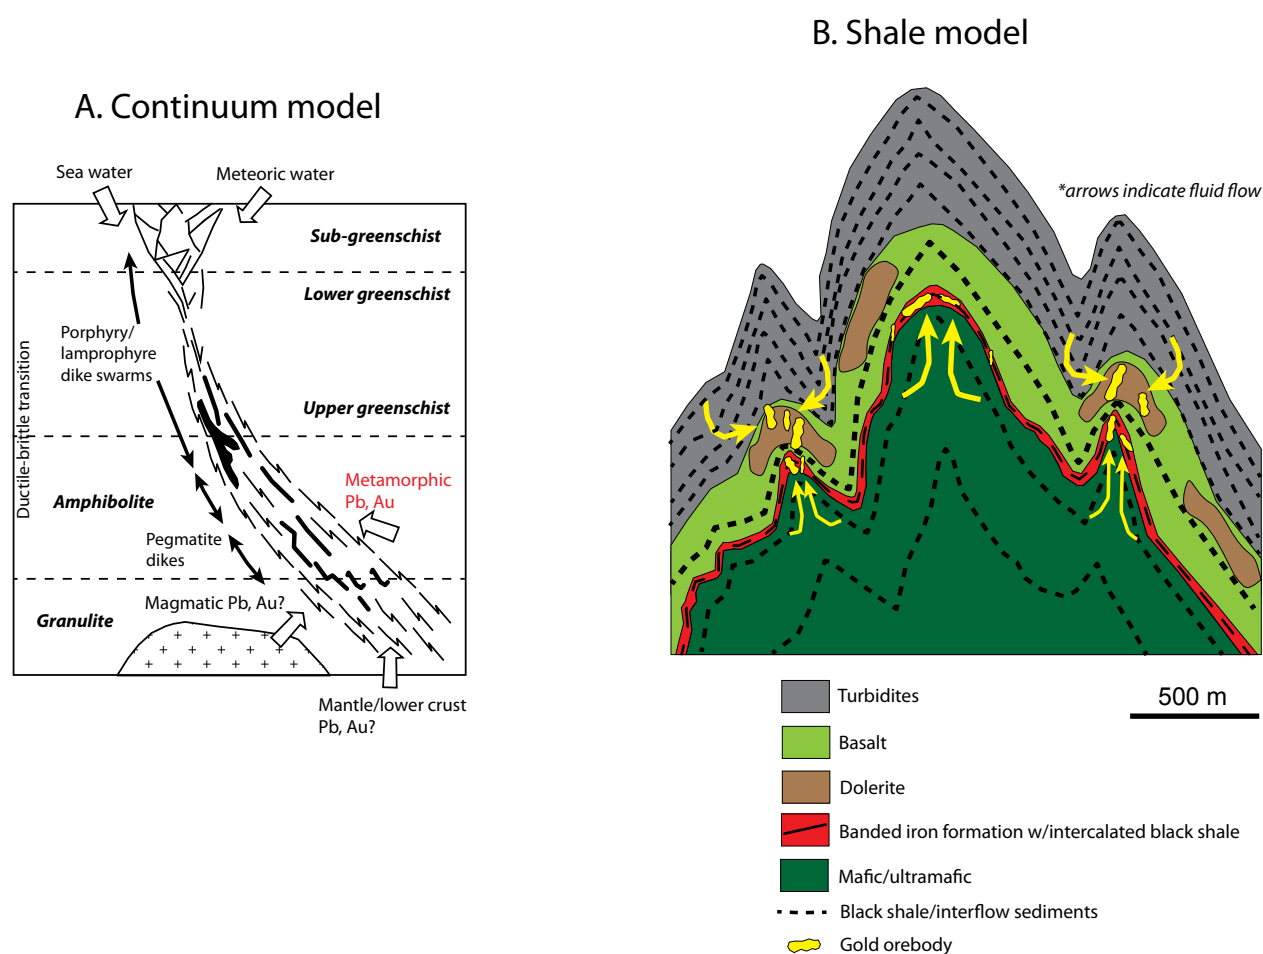 B. Shale model
A. Continuum model
Sea water
Meteoric water
*arrows indicate fluid flow
Sub-greenschist
Lower greenschist
Porphyry/
lamprophyre
dike swarms
Ductile-brittle transition
Upper greenschist
Metamorphic
Pb, Au
Amphibolite
Pegmatite
dikes
Magmatic Pb, Au?
Granulite
Mantle/lower crust
Pb, Au?
Turbidites
500 m
Basalt
Dolerite
Banded iron formation w/intercalated black shale
Mafic/ultramafic
Black shale/interflow sediments
Gold orebody